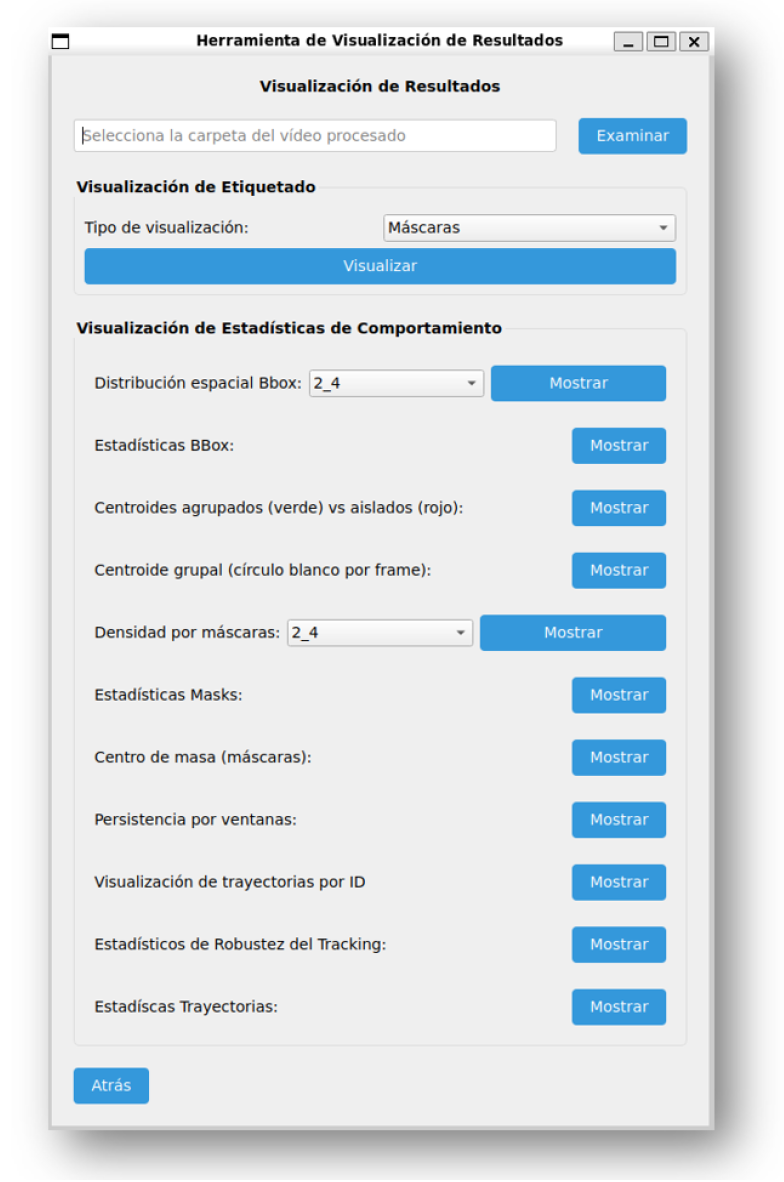 Herramienta de Visualización de Resultados
Visualización de Resultados
Selecciona la carpeta del vídeo procesado Examinar
Visualización de Etiquetado
Tipo de visualización: Máscaras
Visualizar
Visualización de Estadísticas de Comportamiento
Distribución espacial Bbox: 2_4 Mostrar
Estadísticas BBox: Mostrar
Centroides agrupados (verde) vs aislados (rojo): Mostrar
Centroide grupal (círculo blanco por frame): Mostrar
Densidad por máscaras: 2_4 Mostrar
Estadísticas Masks: Mostrar
Centro de masa (máscaras): Mostrar
Persistencia por ventanas: Mostrar
Visualización de trayectorias por ID Mostrar
Estadísticos de Robustez del Tracking: Mostrar
Estadíscas Trayectorias: Mostrar
Atrás